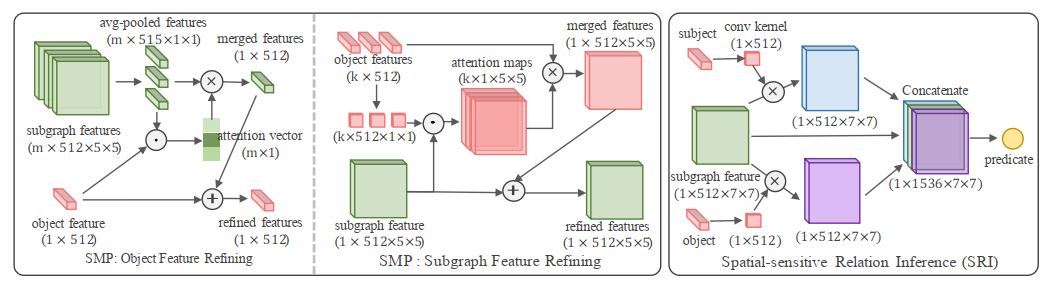 avg-pooled features
(m × 515×1×1)
merged features
(1 × 512)
subgraph features
(m × 512×5×5)
attention vector
(m×1)
object feature
(1 × 512)
refined features
(1 × 512)
SMP: Object Feature Refining
object features
(k × 512)
attention maps
(k×1×5×5)
merged features
(1 × 512×5×5)
(k×512×1×1)
subgraph feature
(1 × 512×5×5)
refined features
(1 × 512×5×5)
SMP : Subgraph Feature Refining
subject
conv kernel
(1×512)
(1×512×7×7)
Concatenate
subgraph feature
(1×512×7×7)
(1×1536×7×7)
predicate
object
(1×512)
(1×512×7×7)
Spatial-sensitive Relation Inference (SRI)